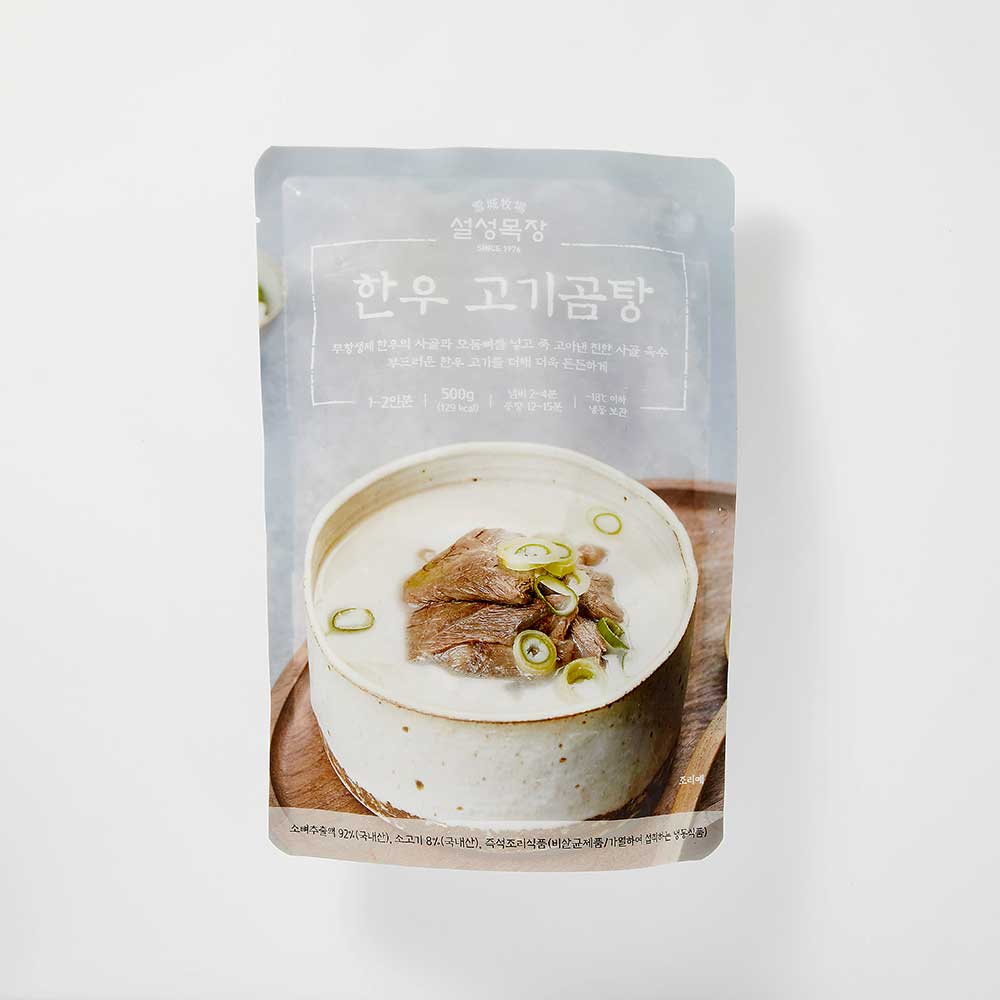 雪城牧場
설성목장
SINCE 1976
한우 고기곰탕
무항생제 한우의 사골과 모둠뼈를 넣고 푹 고아낸 진한 사골 육수
부드러운 한우 고기를 더해 더욱 든든하게
1-2인분
500g
(129 kcal)
냄비 2-4분
중탕 12-15분
-18℃ 이하
냉동 보관
조리예
소뼈추출액 92%(국내산), 소고기 8%(국내산), 즉석조리식품(비살균제품/가열하여 섭취하는 냉동식품)